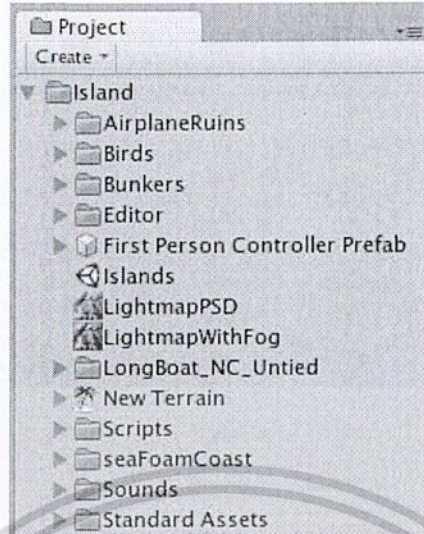 Project
Create
Island
AirplaneRuins
Birds
Bunkers
Editor
First Person Controller Prefab
Islands
LightmapPSD
LightmapWithFog
LongBoat_NC_Untied
New Terrain
Scripts
seaFoamCoast
Sounds
Standard Assets